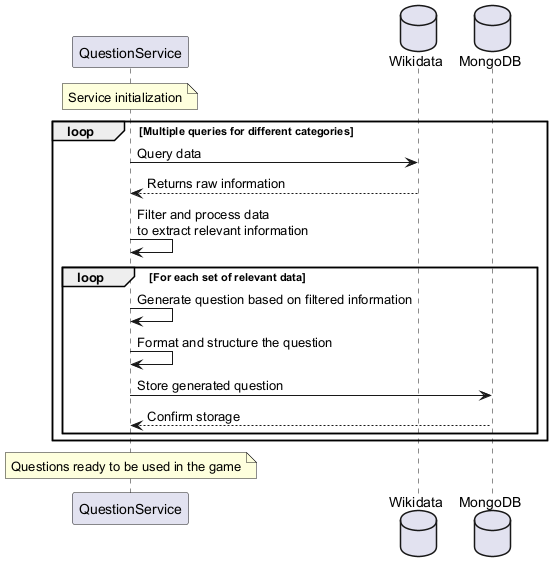 QuestionService
Wikidata
MongoDB
Service initialization
loop [Multiple queries for different categories]
Query data
Returns raw information
Filter and process data
to extract relevant information
loop [For each set of relevant data]
Generate question based on filtered information
Format and structure the question
Store generated question
Confirm storage
Questions ready to be used in the game
QuestionService
Wikidata
MongoDB